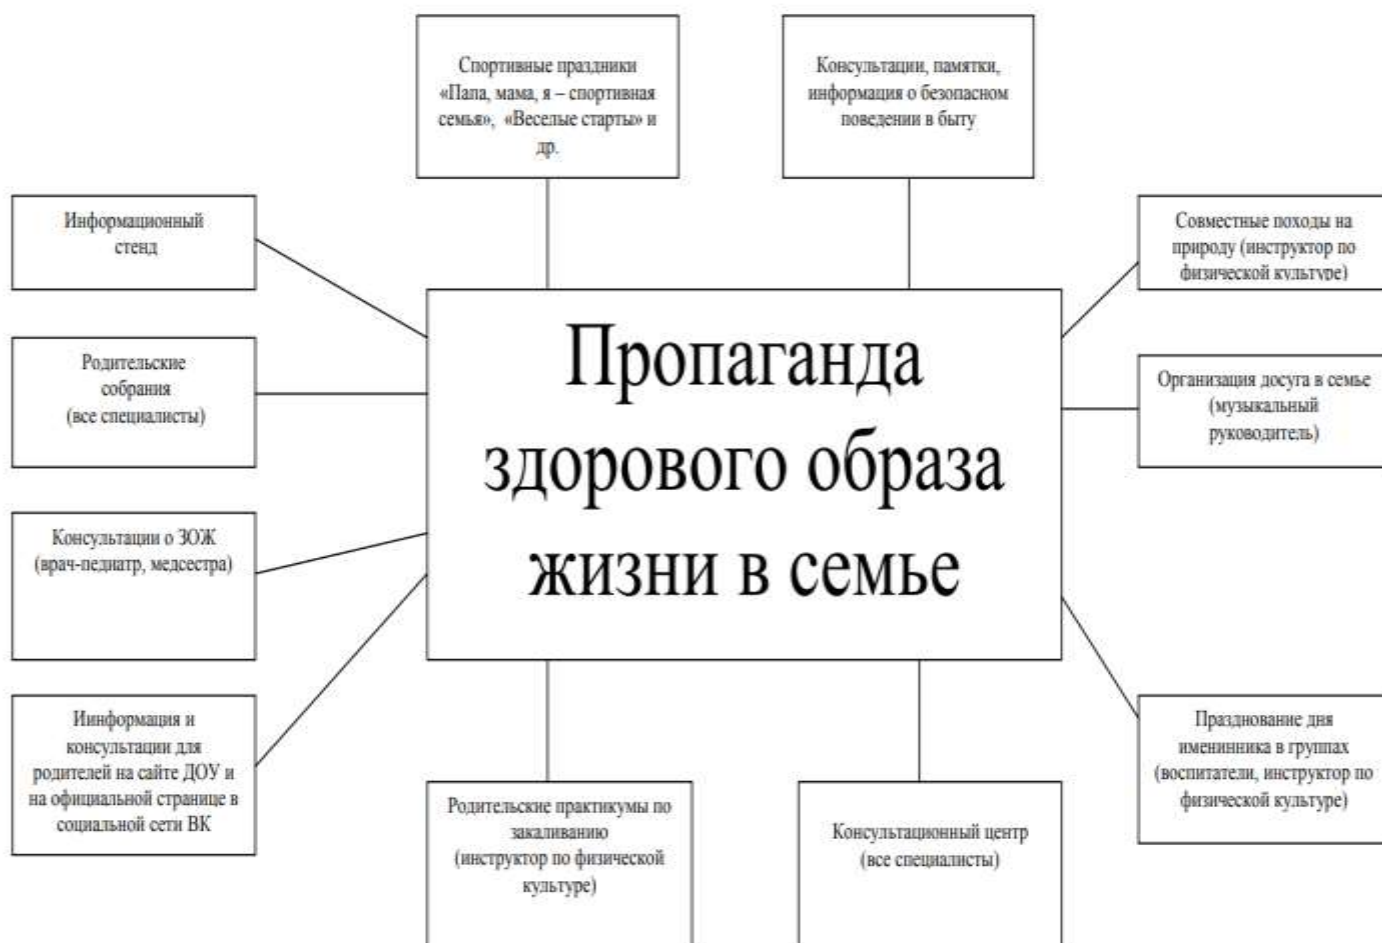 Спортивные праздники
«Папа, мама, я – спортивная
семья», «Веселые старты» и
др.
Консультации, памятки,
информация о безопасном
поведении в быту
Информационный
стенд
Совместные походы на
природу (инструктор по
физической культуре)
Родительские
собрания
(все специалисты)
Пропаганда
здорового образа
жизни в семье
Организация досуга в семье
(музыкальный
руководитель)
Консультации о ЗОЖ
(врач-педиатр, медсестра)
Иинформация и
консультации для
родителей на сайте ДОУ и
на официальной странице в
социальной сети ВК
Празднование дня
именинника в группах
(воспитатели, инструктор по
физической культуре)
Родительские практикумы по
закаливанию
(инструктор по физической
культуре)
Консультационный центр
(все специалисты)